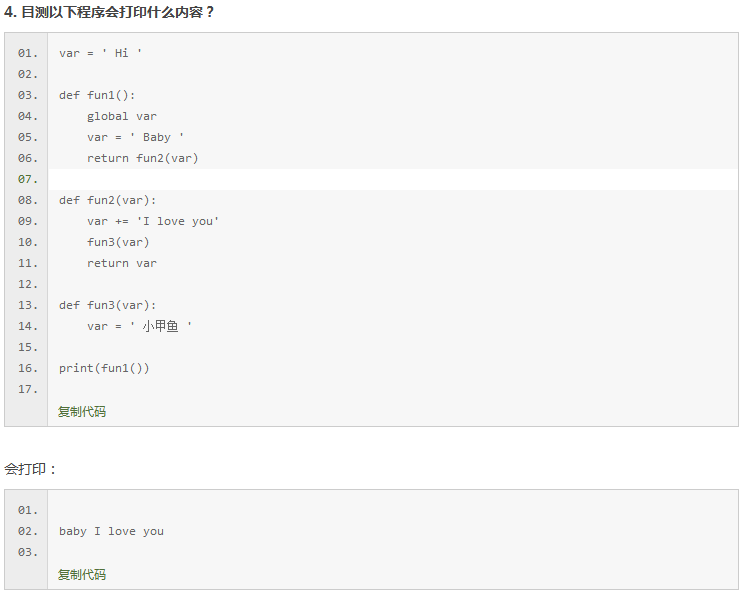 4. 目测以下程序会打印什么内容？
01. var = ' Hi '
02.
03. def fun1():
04.     global var
05.     var = ' Baby '
06.     return fun2(var)
07.
08. def fun2(var):
09.     var += 'I love you'
10.     fun3(var)
11.     return var
12.
13. def fun3(var):
14.     var = ' 小甲鱼 '
15.
16. print(fun1())
17.
复制代码
会打印：
01.
02. baby I love you
03.
复制代码